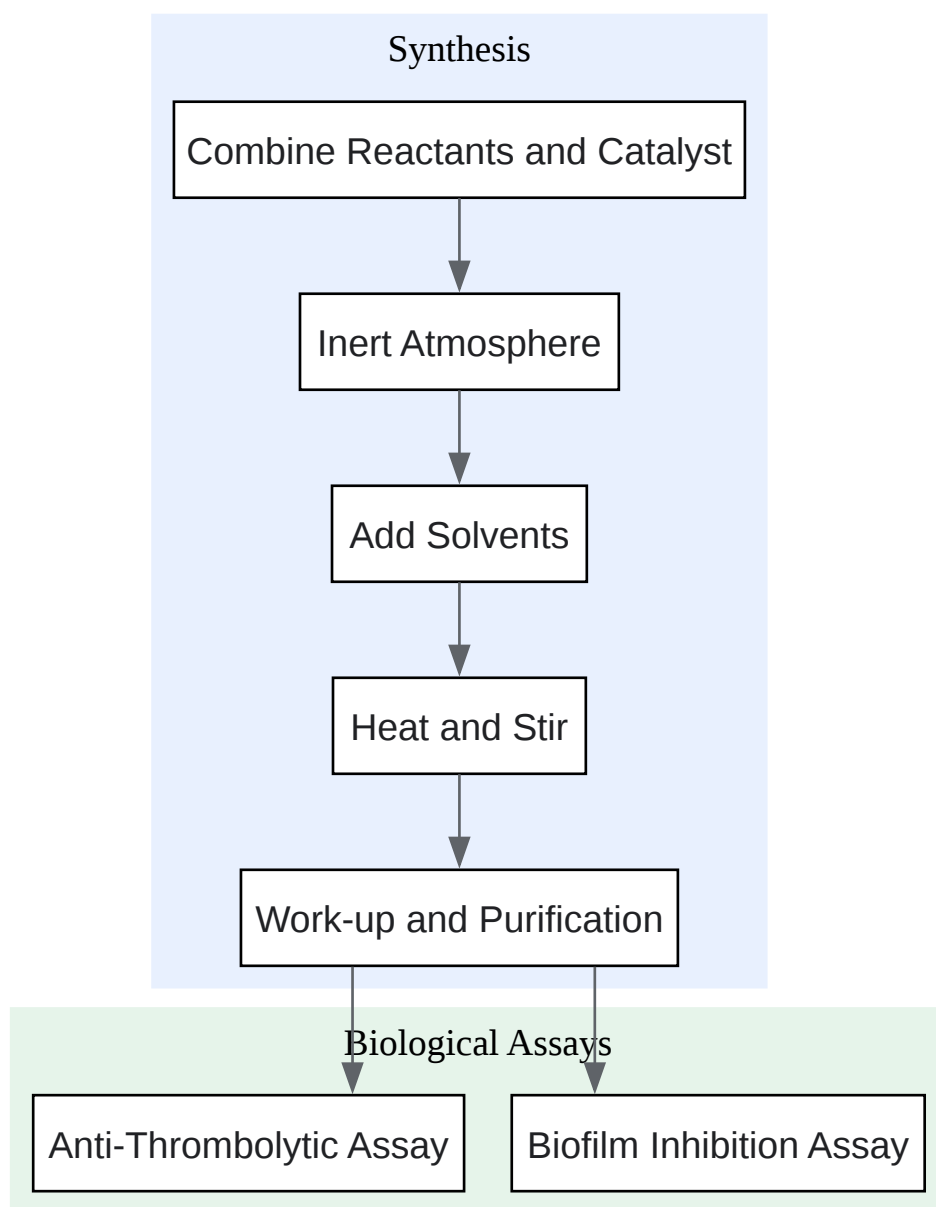 Synthesis
Combine Reactants and Catalyst
Inert Atmosphere
Add Solvents
Heat and Stir
Work-up and Purification
Biological Assays
Anti-Thrombolytic Assay
Biofilm Inhibition Assay